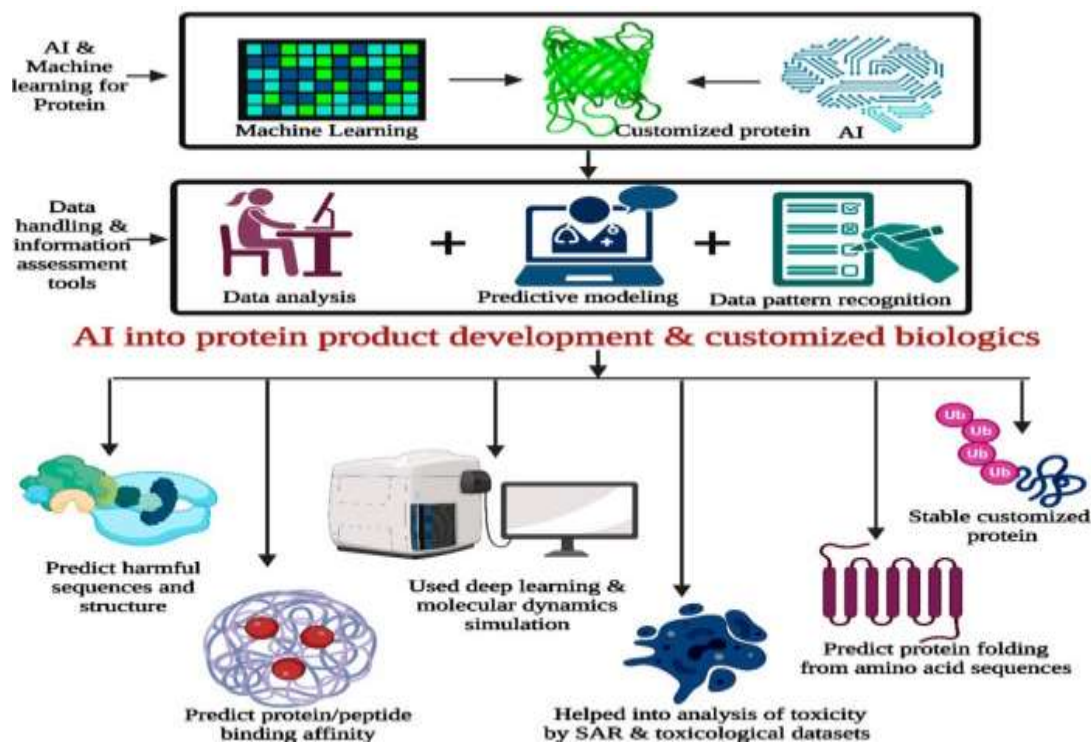 AI &
Machine
learning for
Protein
Machine Learning
Customized protein
AI
Data
handling &
information
assessment
tools
Data analysis
+
Predictive modeling
+
Data pattern recognition
AI into protein product development & customized biologics
Predict harmful
sequences and
structure
Predict protein/peptide
binding affinity
Used deep learning &
molecular dynamics
simulation
Helped into analysis of toxicity
by SAR & toxicological datasets
Predict protein folding
from amino acid sequences
Ub
Ub
Ub
Ub
Stable customized
protein